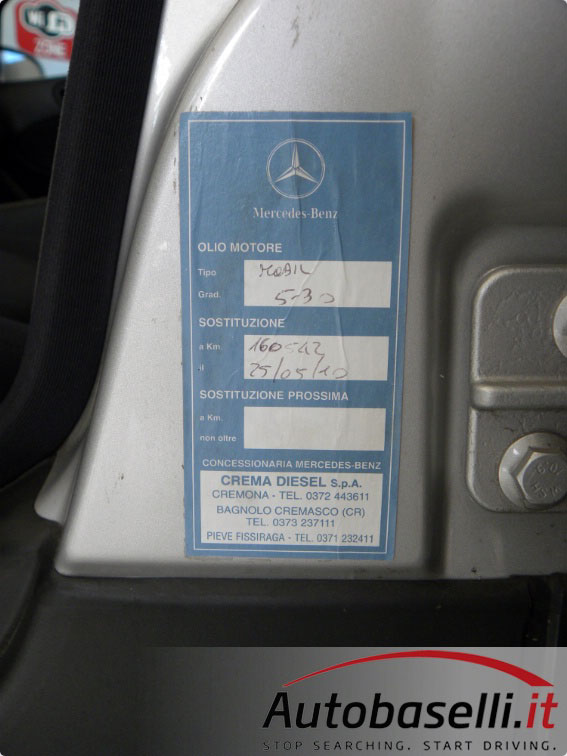 ZONE
Mercedes-Benz
OLIO MOTORE
Tipo MOBIL
Grad. 5-30
SOSTITUZIONE
a Km. 160542
il 25/05/10
SOSTITUZIONE PROSSIMA
a Km.
non oltre
CONCESSIONARIA MERCEDES-BENZ
CREMA DIESEL S.p.A.
CREMONA - TEL. 0372 443611
BAGNOLO CREMASCO (CR)
TEL. 0373 237111
PIEVE FISSIRAGA - TEL. 0371 232411
Autobaselli.it
STOP SEARCHING. START DRIVING.